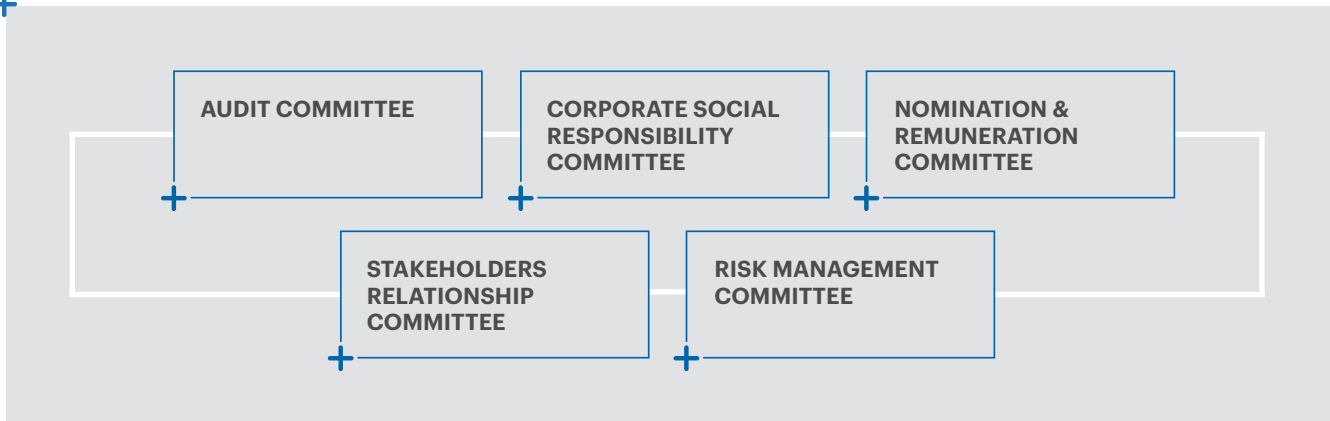 AUDIT COMMITTEE
CORPORATE SOCIAL
RESPONSIBILITY
COMMITTEE
NOMINATION &
REMUNERATION
COMMITTEE
STAKEHOLDERS
RELATIONSHIP
COMMITTEE
RISK MANAGEMENT
COMMITTEE